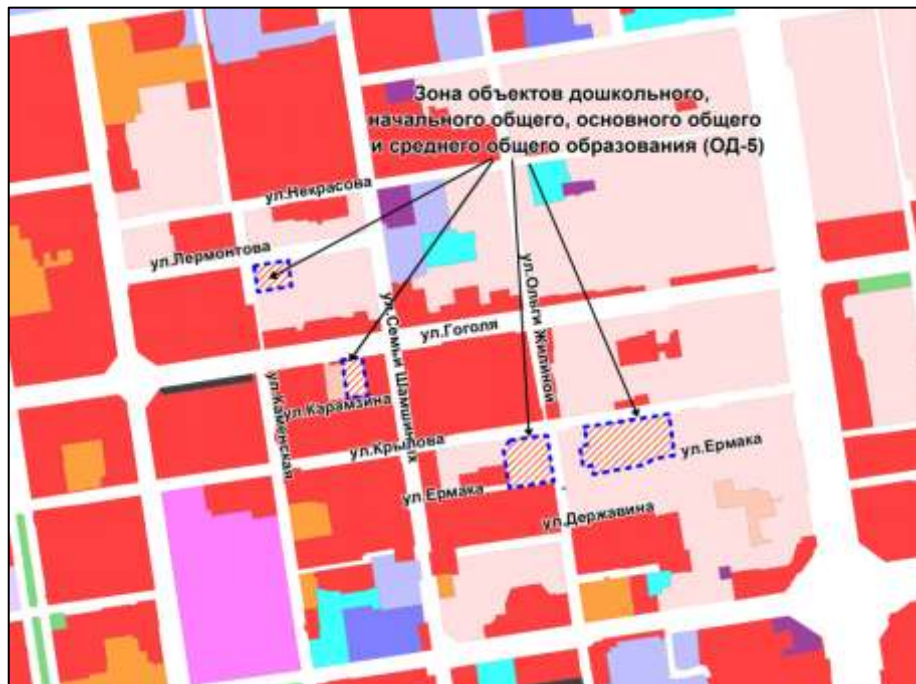 Зона объектов дошкольного,
начального общего, основного общего
и среднего общего образования (ОД-5)
ул.Некрасова
ул.Лермонтова
ул.Ольги Жилиной
ул.Семьи Шамшиных
ул.Гоголя
ул.Каменская
ул.Карамзина
ул.Крылова
ул.Ермака
ул.Ермака
ул.Державина